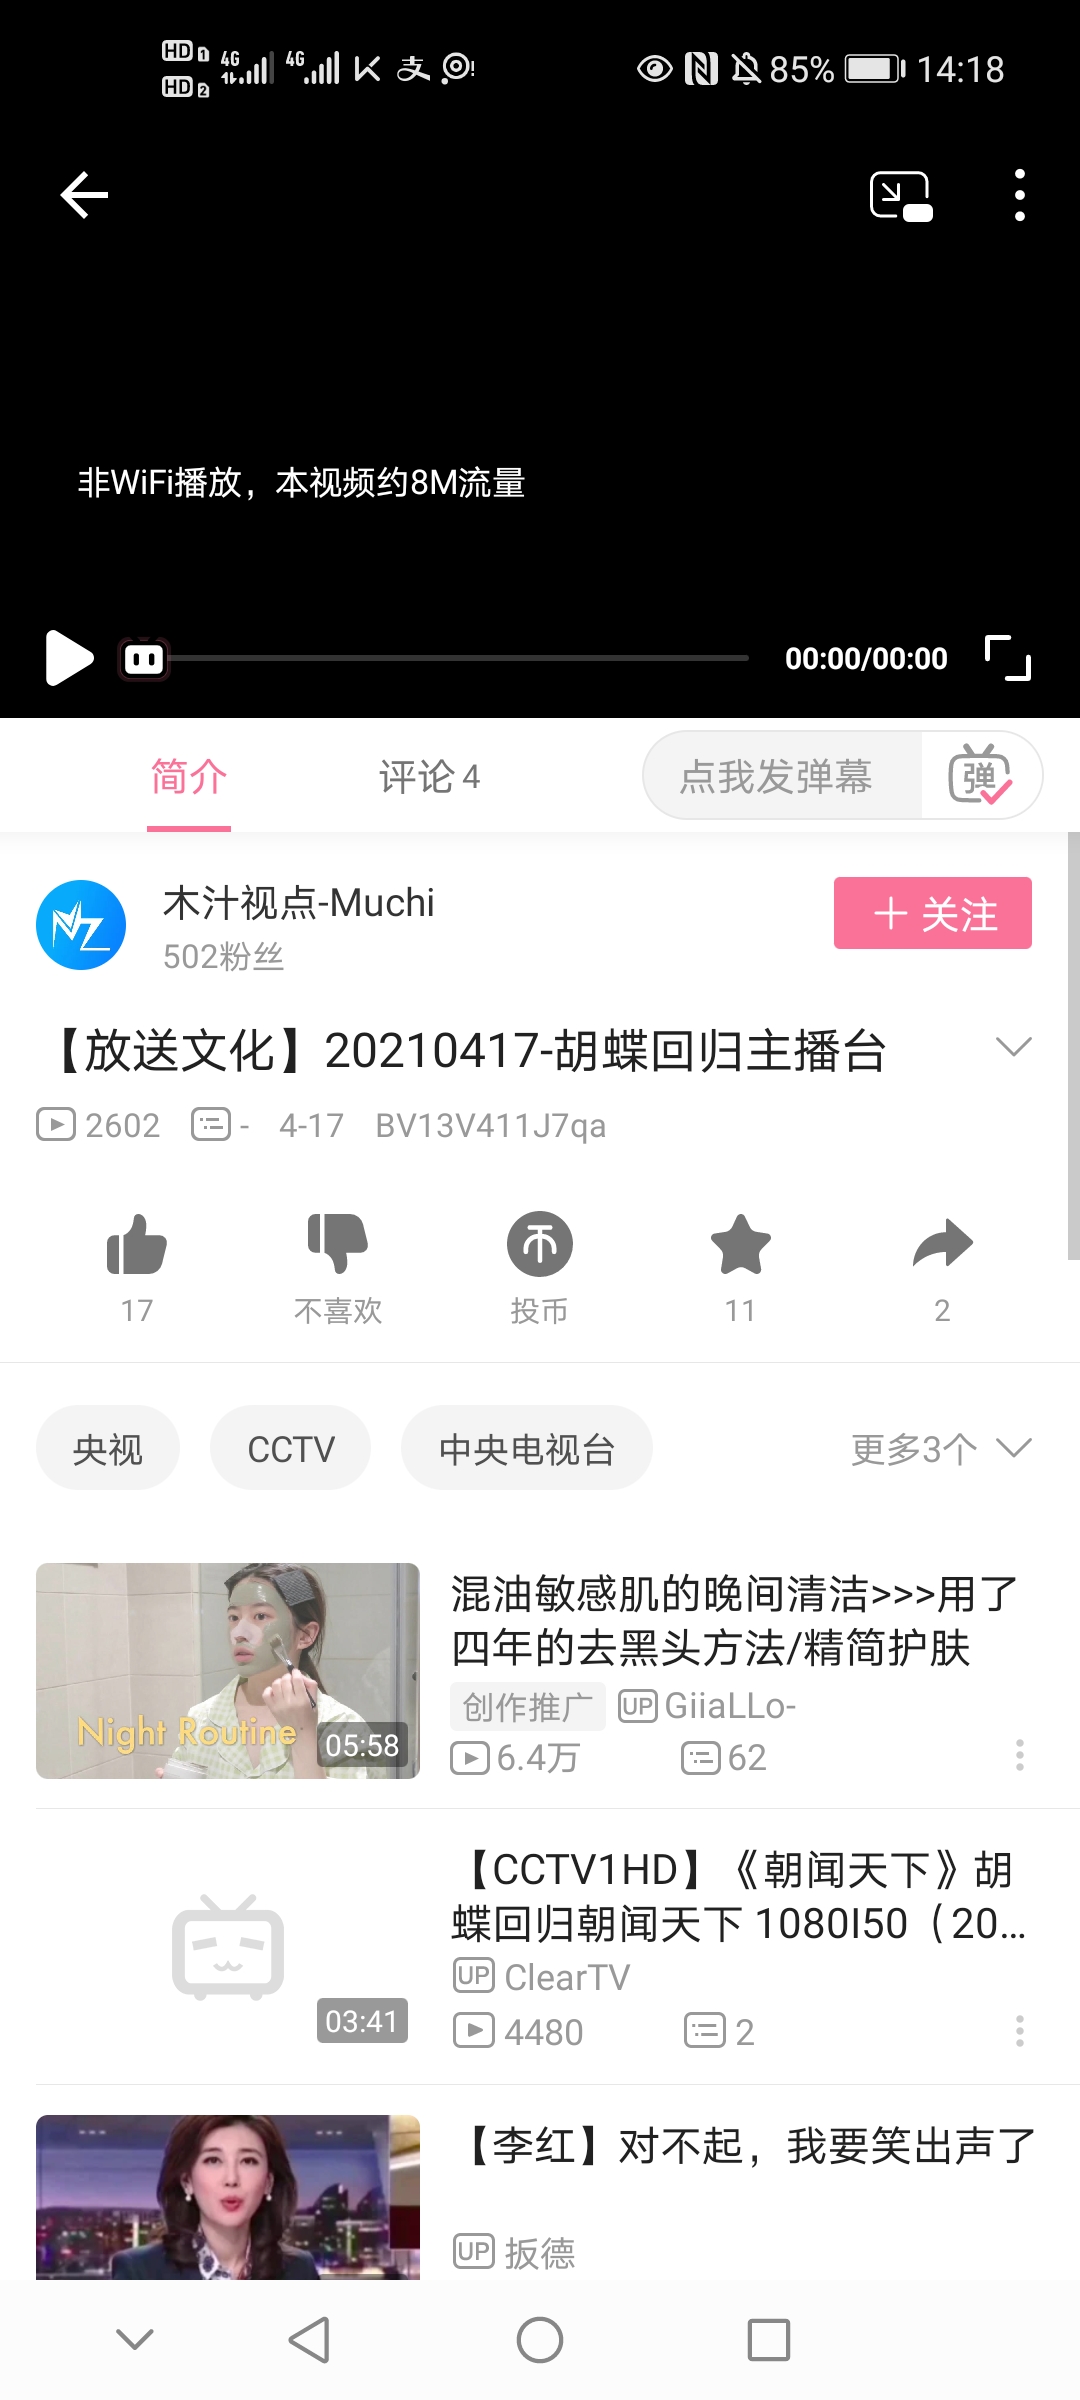 HD 1 4G 4G 85% 14:18
HD 2
非WiFi播放，本视频约8M流量
00:00/00:00
简介 评论 4 点我发弹幕 弹
木汁视点-Muchi
502粉丝
关注
【放送文化】20210417-胡蝶回归主播台
2602 - 4-17 BV13V411J7qa
17 不喜欢 投币 11 2
央视 CCTV 中央电视台 更多3个
混油敏感肌的晚间清洁>>>用了
四年的去黑头方法/精简护肤
Night Routine 05:58
创作推广 UP GiiaLLo-
6.4万 62
【CCTV1HD】《朝闻天下》胡
蝶回归朝闻天下 1080I50（20...
UP ClearTV
03:41
4480 2
【李红】对不起，我要笑出声了
UP 扳德